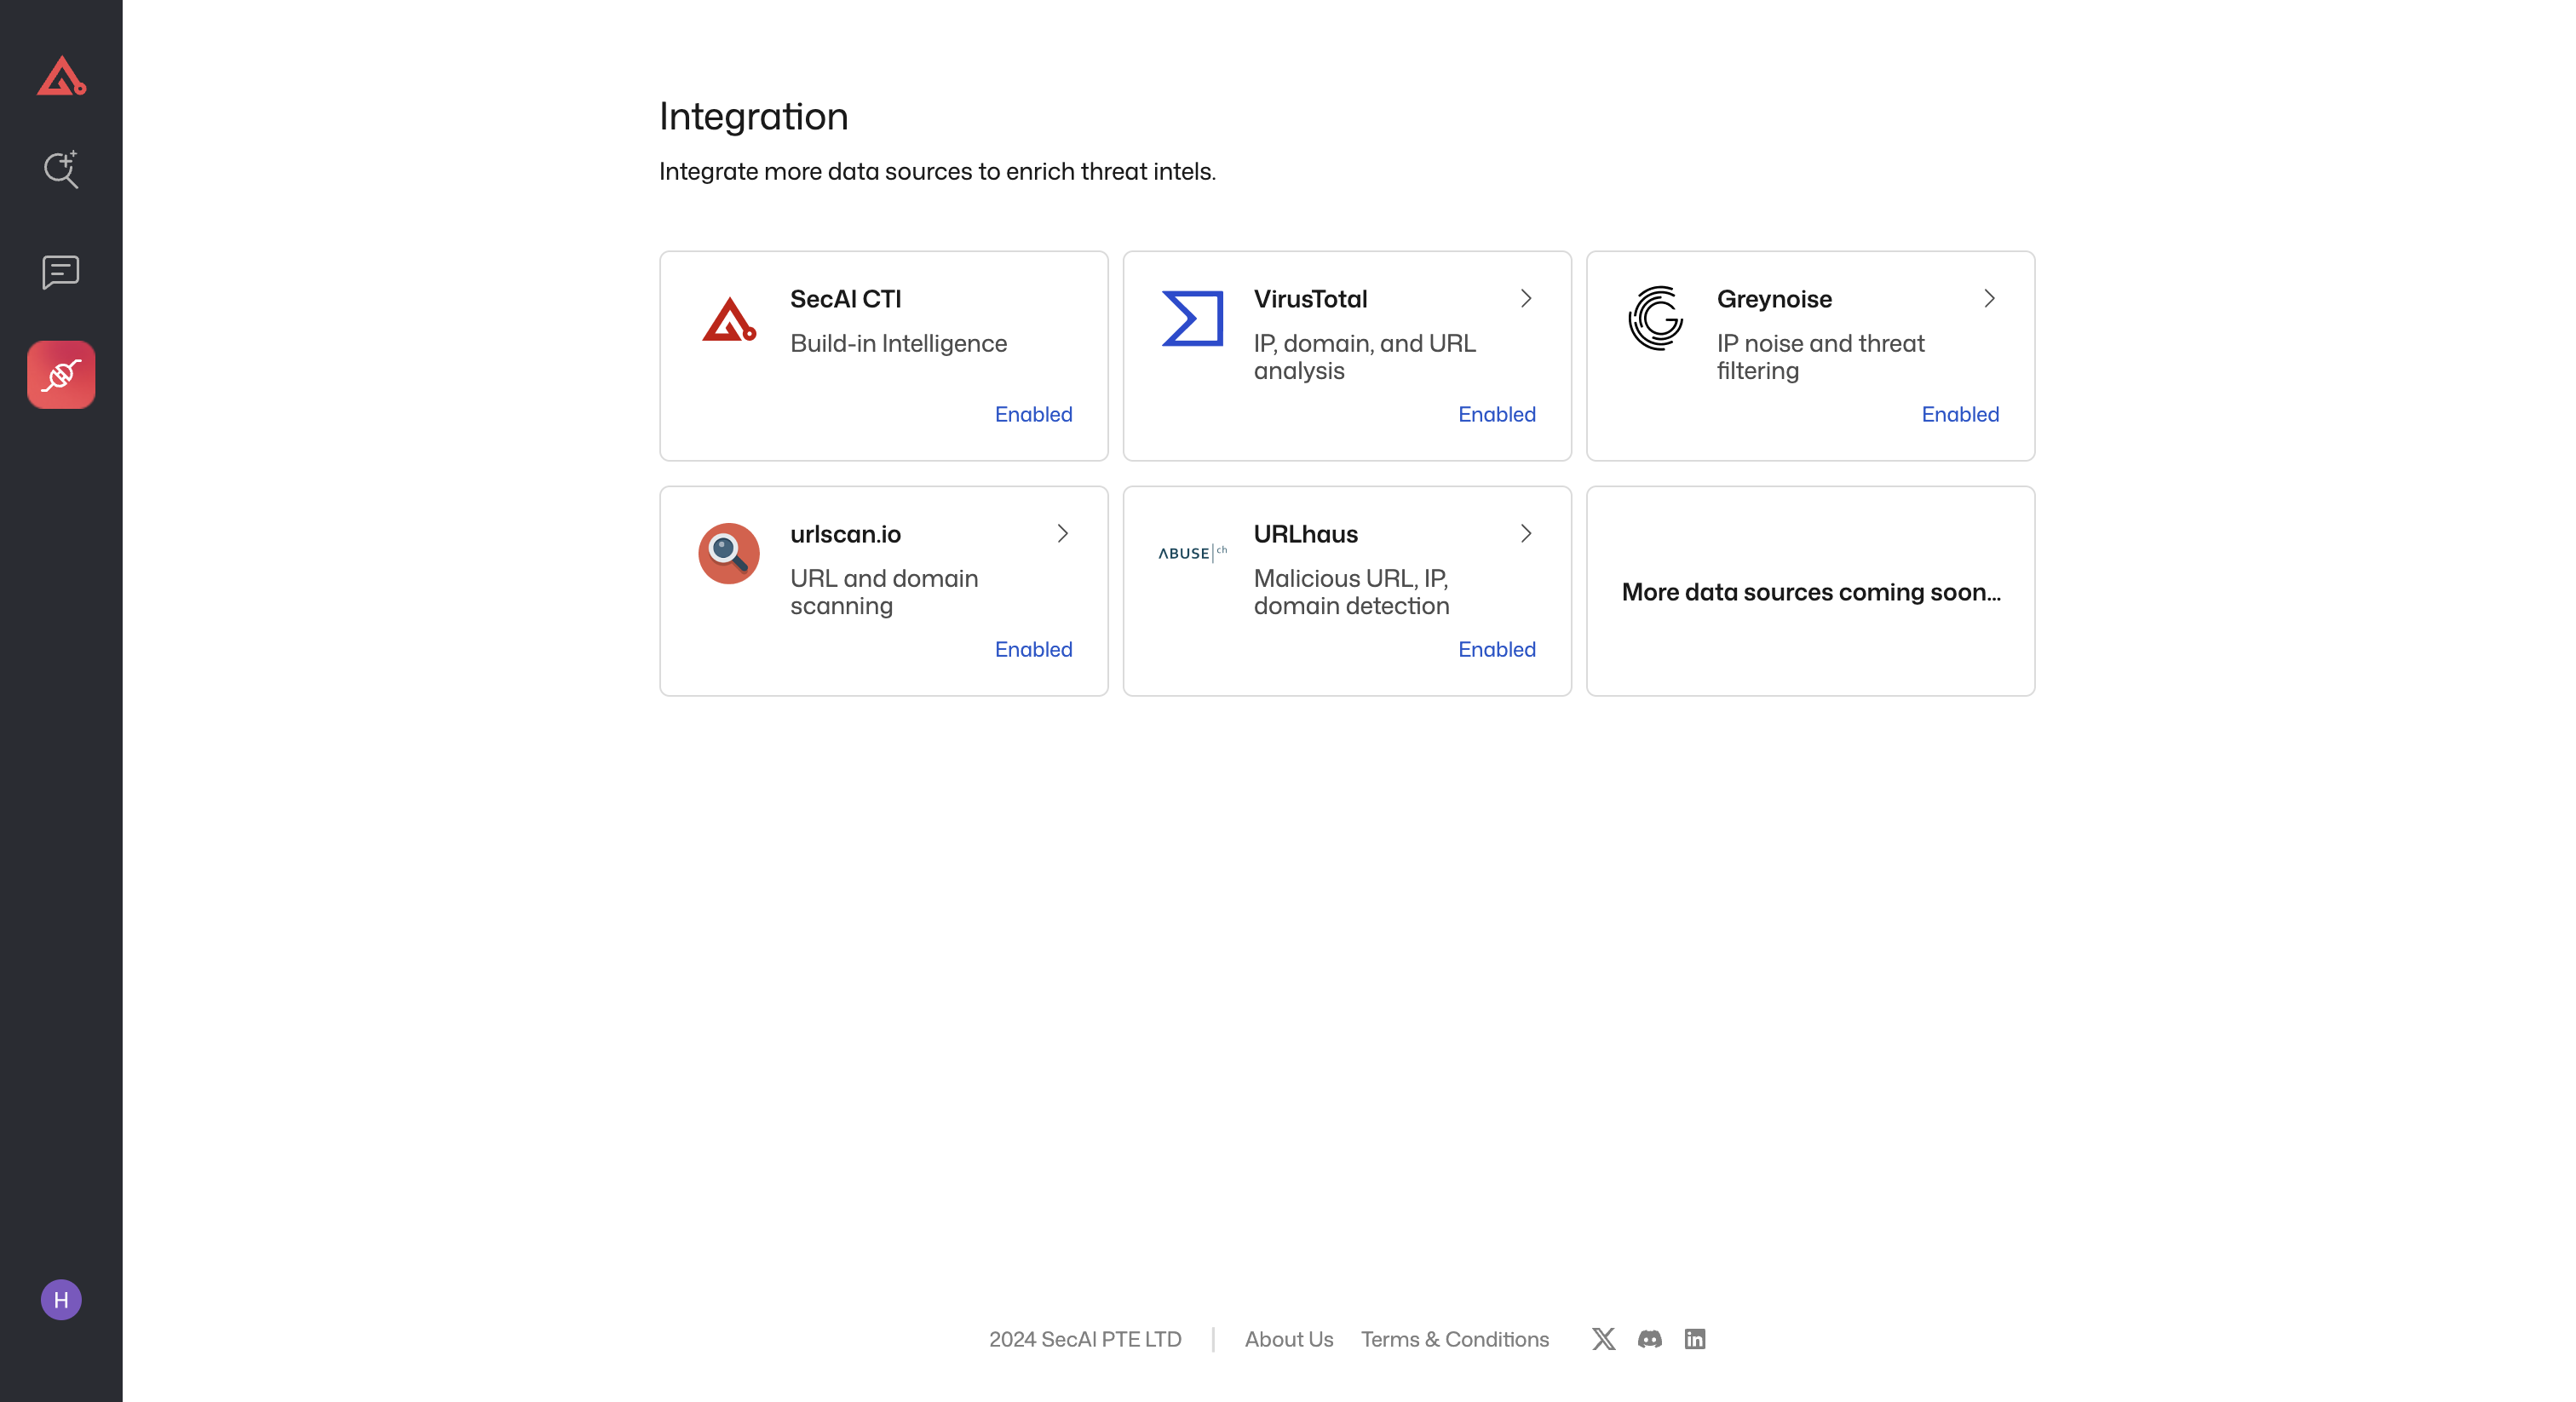 Integration
Integrate more data sources to enrich threat intels.
SecAI CTI
Build-in Intelligence
Enabled
VirusTotal
IP, domain, and URL
analysis
Enabled
Greynoise
IP noise and threat
filtering
Enabled
urlscan.io
URL and domain
scanning
Enabled
ABUSE|ch
URLhaus
Malicious URL, IP,
domain detection
Enabled
More data sources coming soon...
H
2024 SecAI PTE LTD | About Us Terms & Conditions